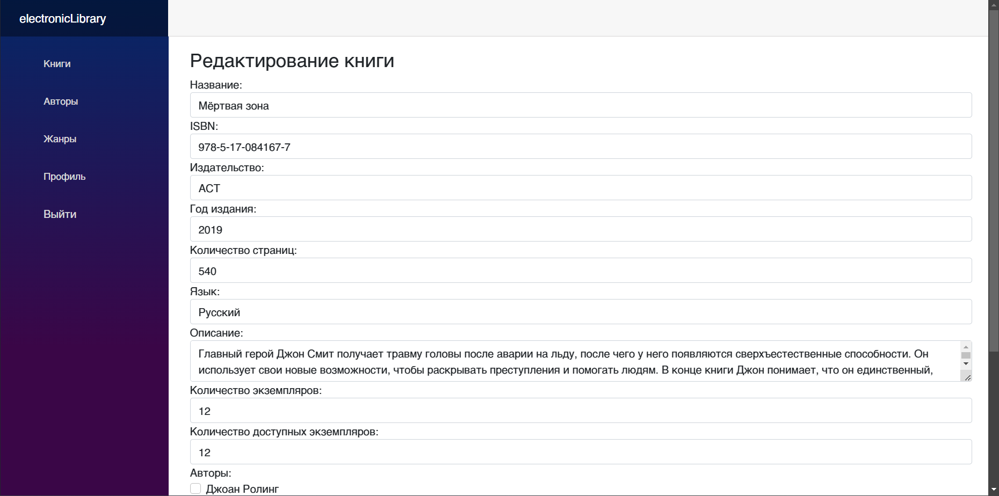 electronicLibrary
Книги
Авторы
Жанры
Профиль
Выйти
Редактирование книги
Название:
Мёртвая зона
ISBN:
978-5-17-084167-7
Издательство:
АСТ
Год издания:
2019
Количество страниц:
540
Язык:
Русский
Описание:
Главный герой Джон Смит получает травму головы после аварии на льду, после чего у него появляются сверхъестественные способности. Он
использует свои новые возможности, чтобы раскрывать преступления и помогать людям. В конце книги Джон понимает, что он единственный,
Количество экземпляров:
12
Количество доступных экземпляров:
12
Авторы:
Джоан Ролинг